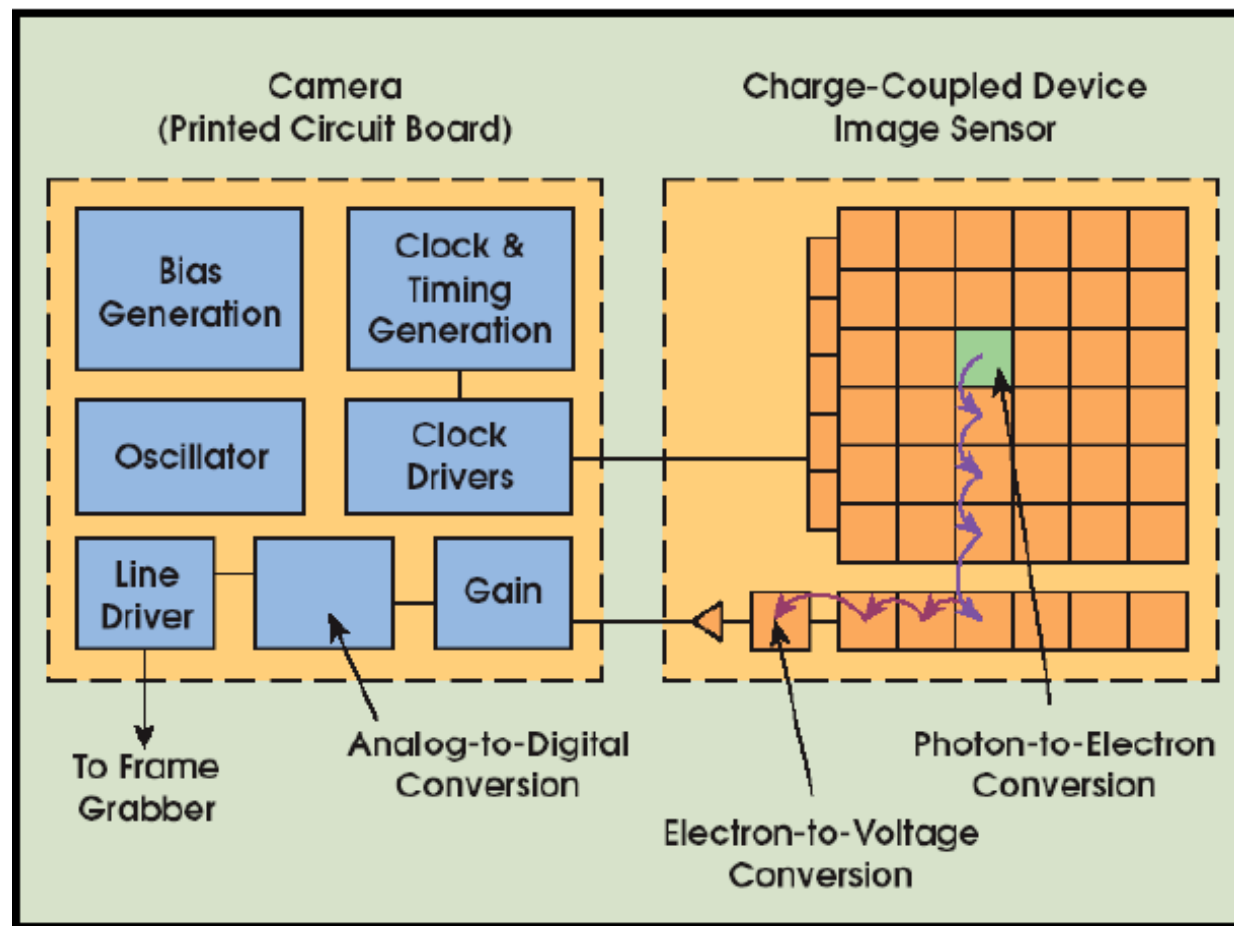 Camera
(Printed Circuit Board)
Charge-Coupled Device
Image Sensor
Bias
Generation
Clock &
Timing
Generation
Oscillator
Clock
Drivers
Line
Driver
Gain
To Frame
Grabber
Analog-to-Digital
Conversion
Electron-to-Voltage
Conversion
Photon-to-Electron
Conversion